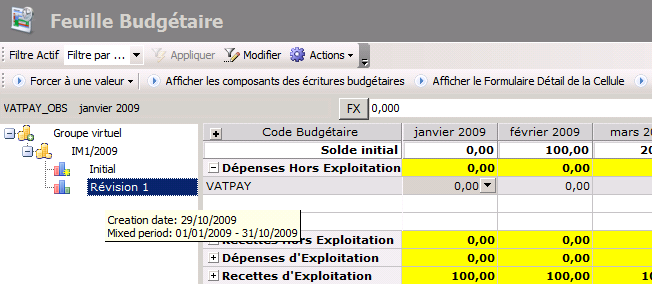 Feuille Budgétaire
Filtre Actif Filtre par ... Appliquer Modifier Actions
Forcer à une valeur Afficher les composants des écritures budgétaires Afficher le Formulaire Détail de la Cellule
VATPAY_OBS janvier 2009 FX 0,000
Groupe virtuel
IM1/2009
Initial
Révision 1
Creation date: 29/10/2009
Mixed period: 01/01/2009 - 31/10/2009
Code Budgétaire janvier 2009 février 2009 mars 20
Solde initial 0,00 100,00 20
Dépenses Hors Exploitation 0,00 0,00
VATPAY 0,00 0,00
Recettes Hors Exploitation 0,00 0,00
Dépenses d'Exploitation 0,00 0,00
Recettes d'Exploitation 100,00 100,00 10